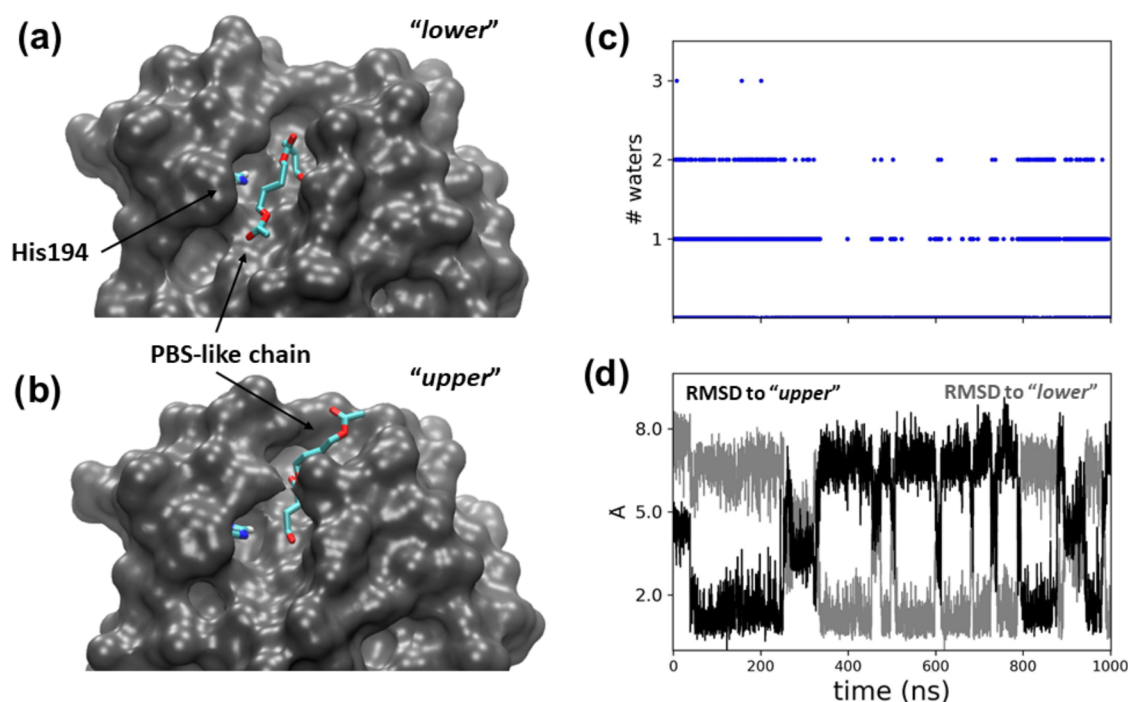 (a)
"lower"
His194
PBS-like chain
(b)
"upper"
(c)
# waters
3
2
1
(d)
RMSD to "upper"
RMSD to "lower"
Å
8.0
5.0
2.0
0
200
400
600
800
1000
time (ns)